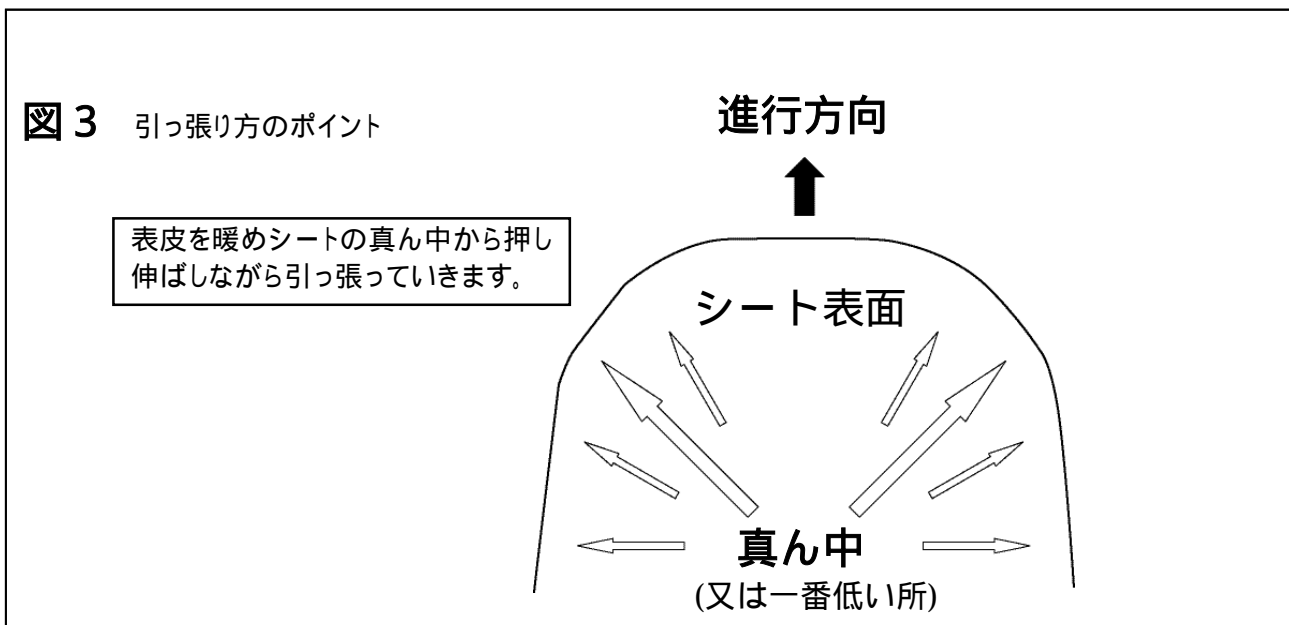 図３ 引っ張り方のポイント
進行方向
表皮を暖めシートの真ん中から押し
伸ばしながら引っ張っていきます。
シート表面
真ん中
(又は一番低い所)